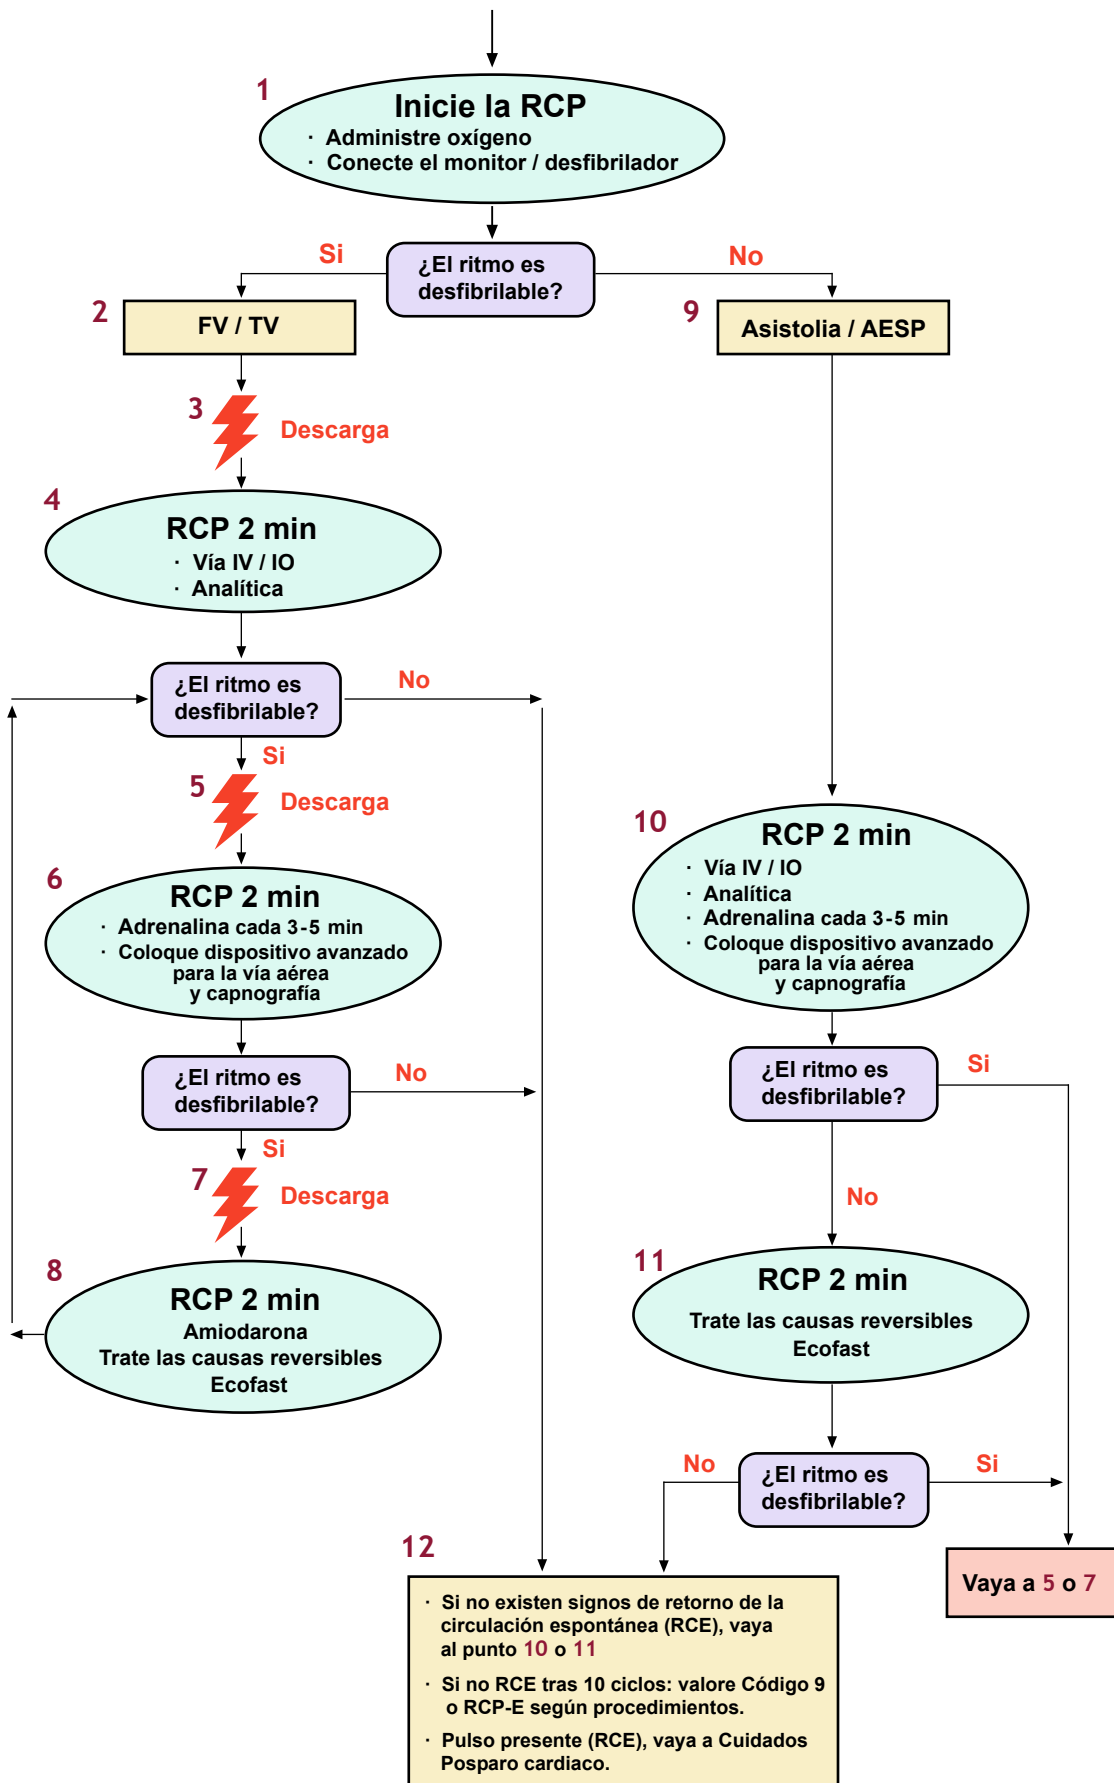 1
Inicie la RCP
· Administre oxígeno
· Conecte el monitor / desfibrilador
¿El ritmo es
desfibrilable?
Si
No
2
FV / TV
9
Asistolia / AESP
3
Descarga
4
RCP 2 min
· Vía IV / IO
· Analítica
¿El ritmo es
desfibrilable?
No
Si
5
Descarga
6
RCP 2 min
· Adrenalina cada 3-5 min
· Coloque dispositivo avanzado
para la vía aérea
y capnografía
¿El ritmo es
desfibrilable?
No
Si
7
Descarga
8
RCP 2 min
Amiodarona
Trate las causas reversibles
Ecofast
10
RCP 2 min
· Vía IV / IO
· Analítica
· Adrenalina cada 3-5 min
· Coloque dispositivo avanzado
para la vía aérea
y capnografía
¿El ritmo es
desfibrilable?
Si
No
11
RCP 2 min
Trate las causas reversibles
Ecofast
¿El ritmo es
desfibrilable?
No
Si
Vaya a 5 o 7
12
· Si no existen signos de retorno de la
circulación espontánea (RCE), vaya
al punto 10 o 11
· Si no RCE tras 10 ciclos: valore Código 9
o RCP-E según procedimientos.
· Pulso presente (RCE), vaya a Cuidados
Posparo cardiaco.